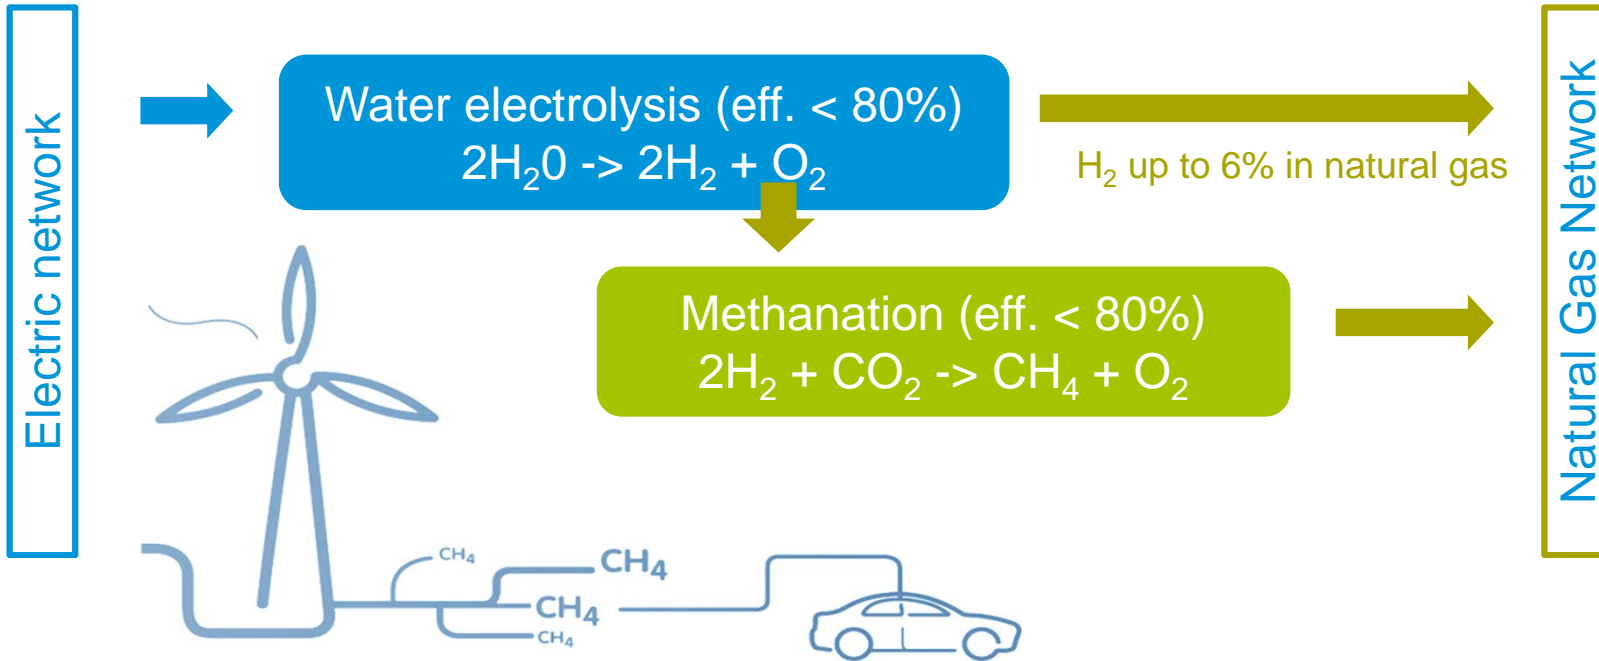 Electric network
Water electrolysis (eff. < 80%)
2H₂0 -> 2H₂ + O₂
H₂ up to 6% in natural gas
Methanation (eff. < 80%)
2H₂ + CO₂ -> CH₄ + O₂
Natural Gas Network
CH₄
CH₄
CH₄
CH₄